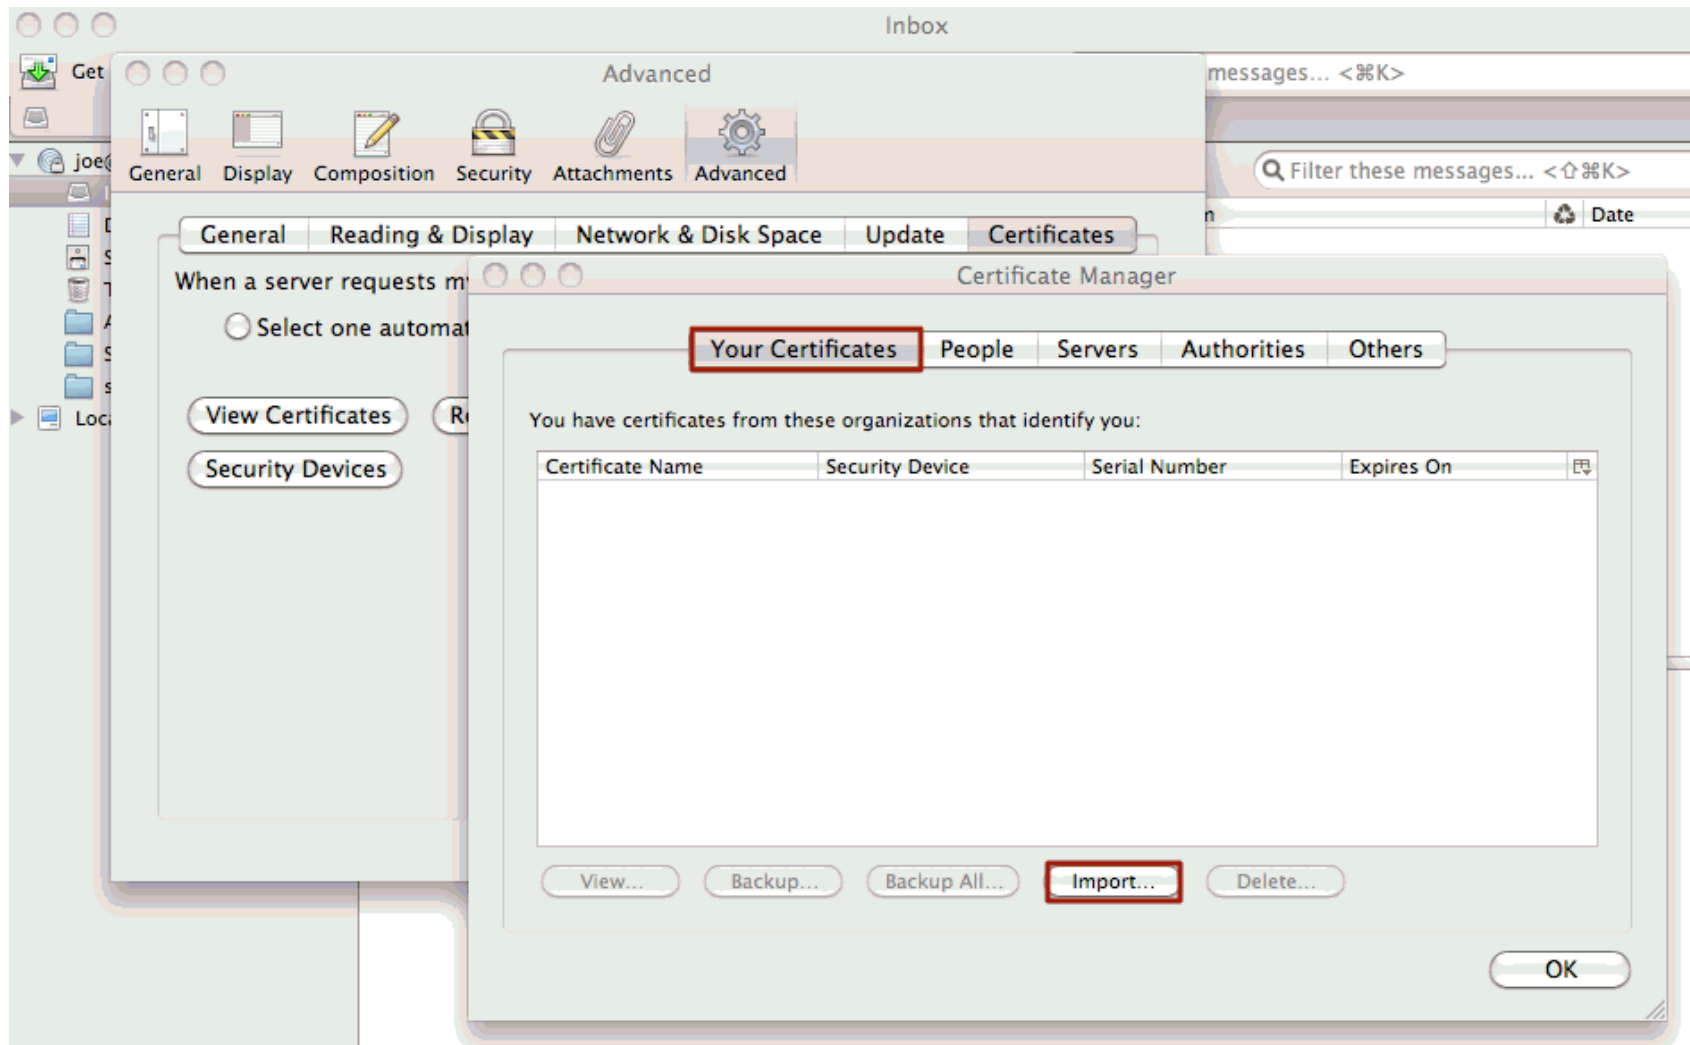 Inbox
Get
Advanced
messages... <⌘K>
General Display Composition Security Attachments Advanced
Filter these messages... <⇧⌘K>
Date
General Reading & Display Network & Disk Space Update Certificates
When a server requests
Select one
Certificate Manager
Your Certificates People Servers Authorities Others
View Certificates
Security Devices
You have certificates from these organizations that identify you:
Certificate Name Security Device Serial Number Expires On
View... Backup... Backup All... Import... Delete...
OK